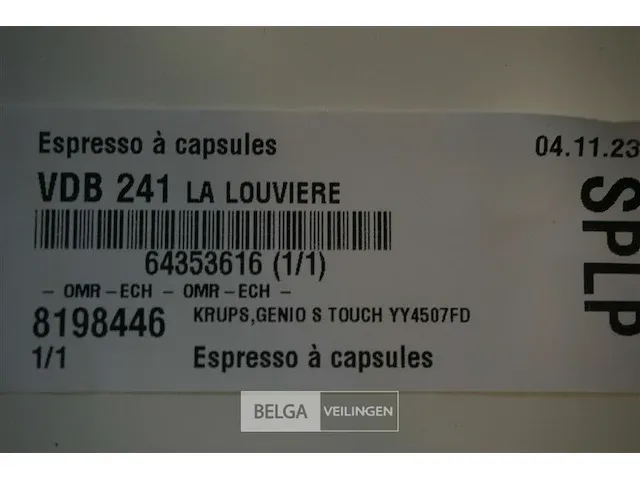 Espresso à capsules
04.11.23
VDB 241 LA LOUVIERE
SPLP
64353616 (1/1)
- OMR - ECH - OMR - ECH -
8198446 KRUPS,GENIO S TOUCH YY4507FD
1/1 Espresso à capsules
BELGA VEILINGEN